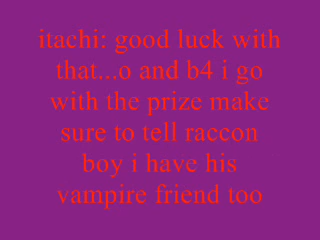 itachi: good luck with
that...o and b4 i go
with the prize make
sure to tell raccon
boy i have his
vampire friend too